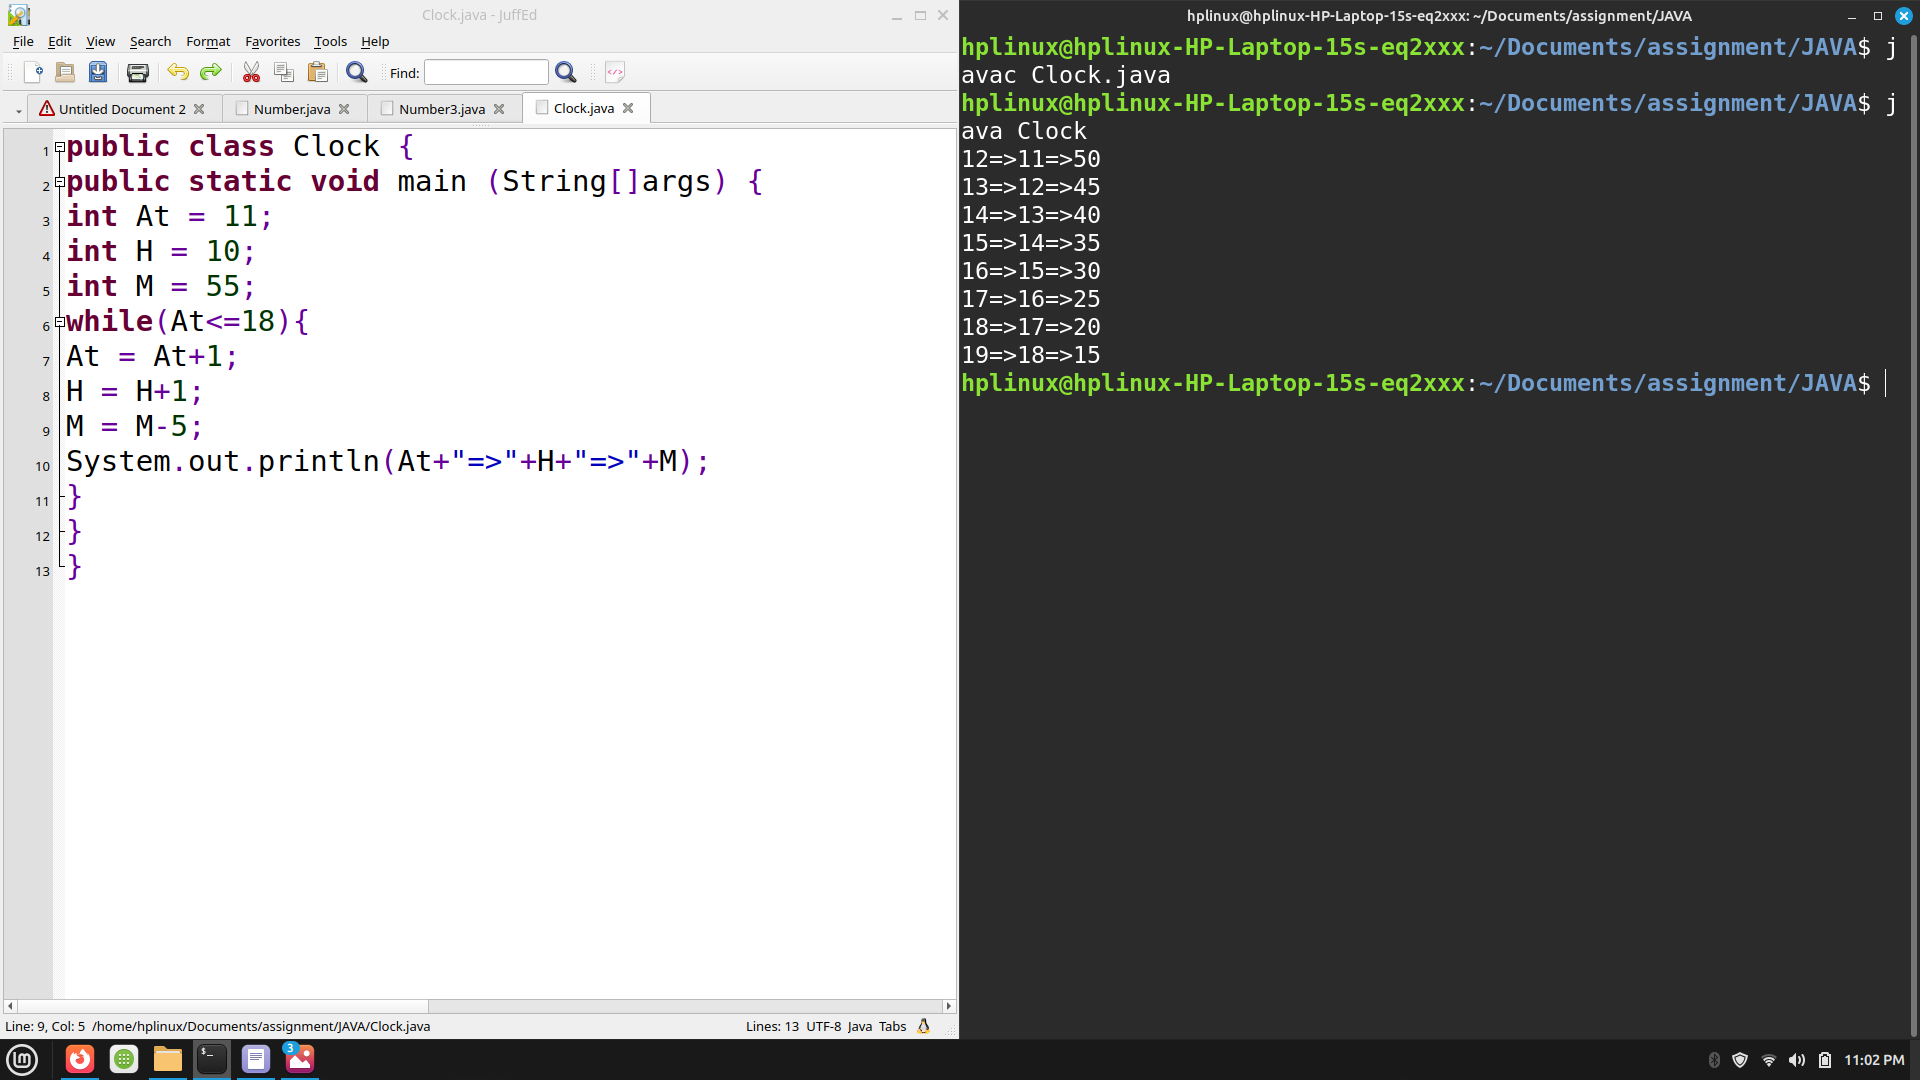 Clock.java - JuffEd
File Edit View Search Format Favorites Tools Help
Find:
Untitled Document 2 Number.java Number3.java Clock.java
1 public class Clock {
2 public static void main (String[]args) {
3 int At = 11;
4 int H = 10;
5 int M = 55;
6 while(At<=18){
7 At = At+1;
8 H = H+1;
9 M = M-5;
10 System.out.println(At+"=>"+H+"=>"+M);
11 }
12 }
13 }
Line: 9, Col: 5 /home/hplinux/Documents/assignment/JAVA/Clock.java Lines: 13 UTF-8 Java Tabs
hplinux@hplinux-HP-Laptop-15s-eq2xxx: ~/Documents/assignment/JAVA
hplinux@hplinux-HP-Laptop-15s-eq2xxx:~/Documents/assignment/JAVA$ j
avac Clock.java
hplinux@hplinux-HP-Laptop-15s-eq2xxx:~/Documents/assignment/JAVA$ j
ava Clock
12=>11=>50
13=>12=>45
14=>13=>40
15=>14=>35
16=>15=>30
17=>16=>25
18=>17=>20
19=>18=>15
hplinux@hplinux-HP-Laptop-15s-eq2xxx:~/Documents/assignment/JAVA$
3
11:02 PM